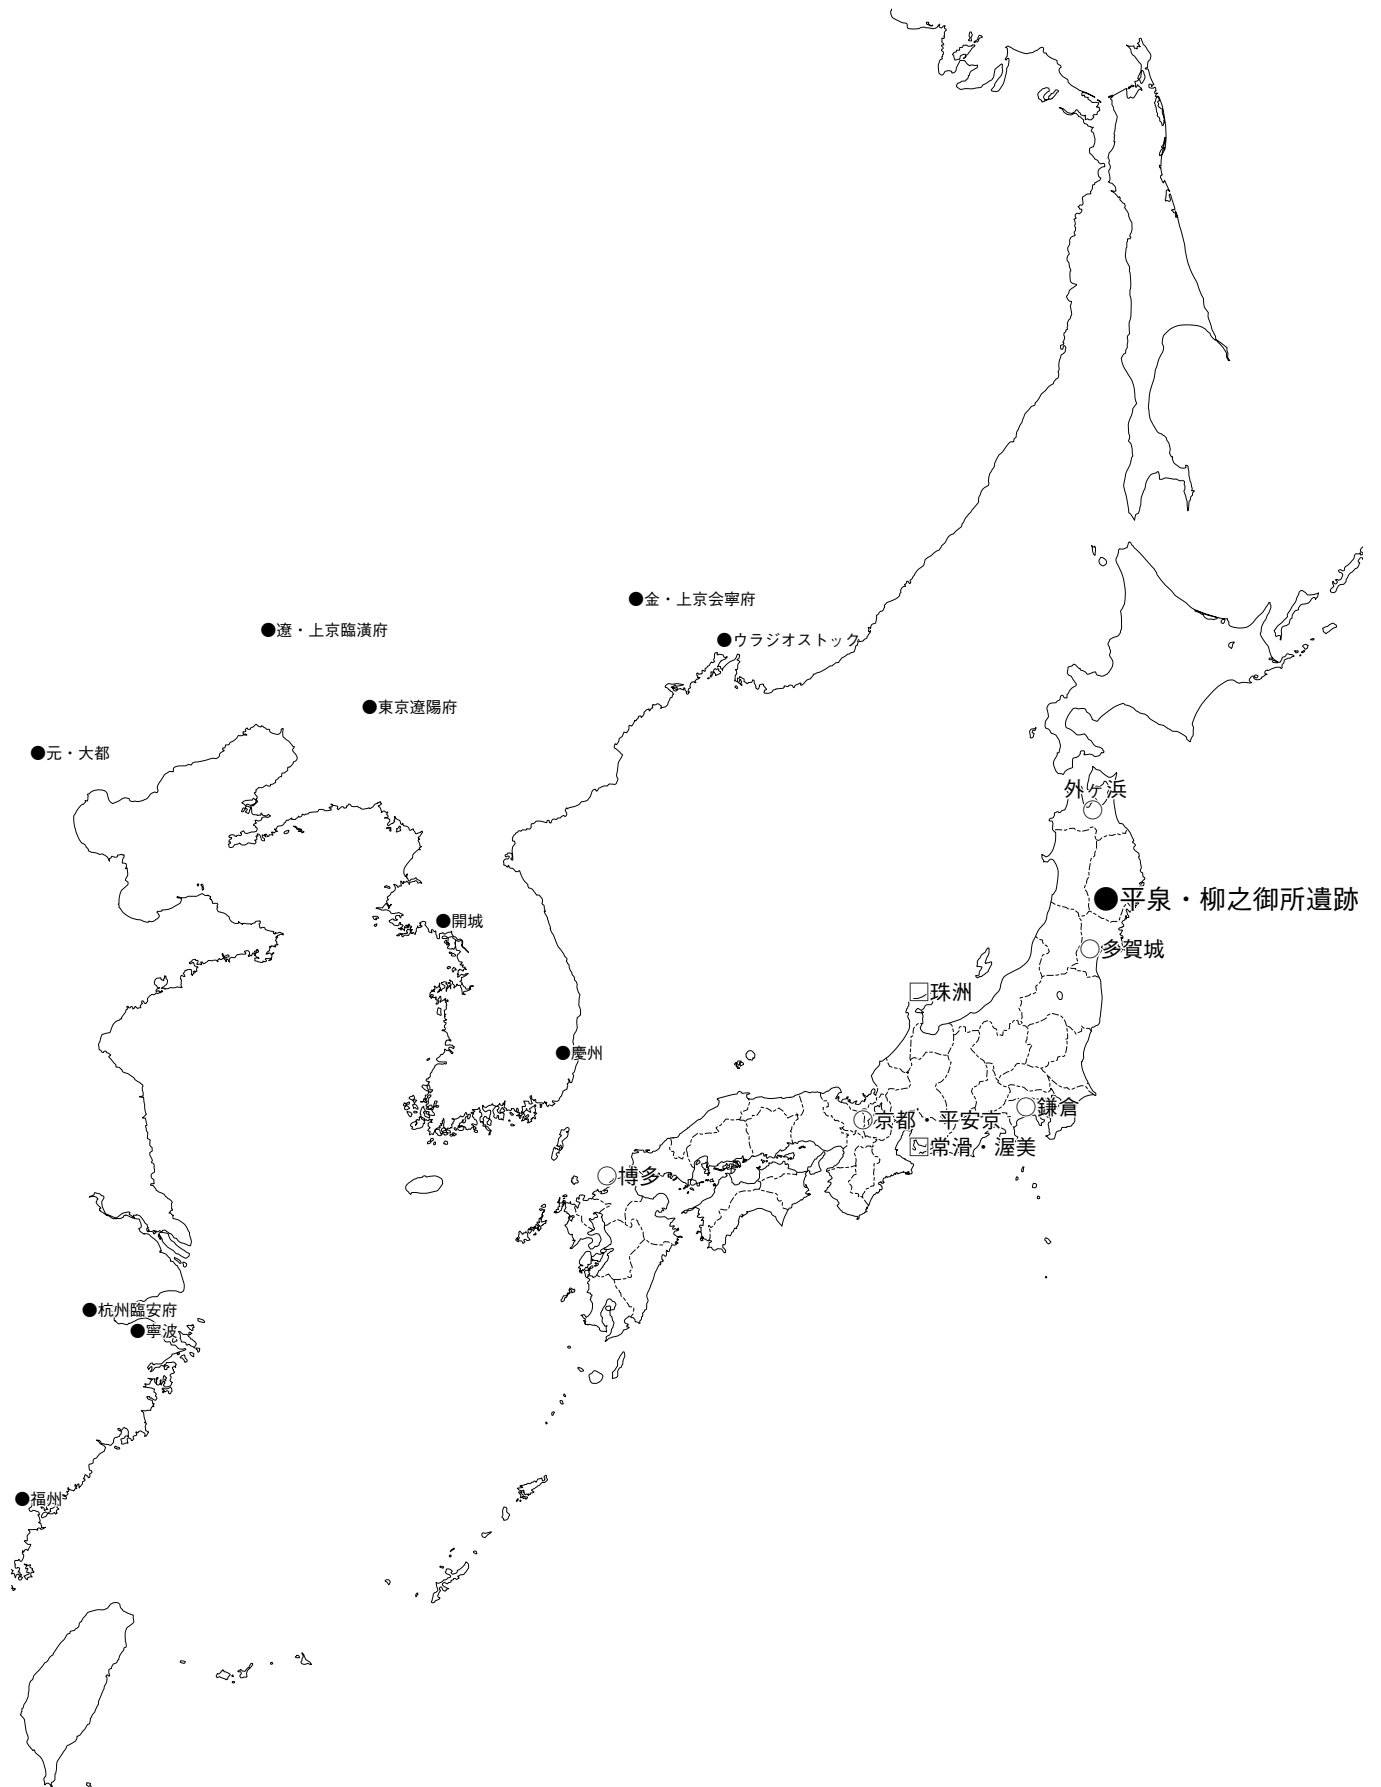 ●金・上京会寧府
●遼・上京臨潢府
●ウラジオストック
●東京遼陽府
●元・大都
外ヶ浜
●平泉・柳之御所遺跡
●開城
○多賀城
□珠洲
●慶州
○鎌倉
○京都・平安京
□常滑・渥美
○博多
●杭州臨安府
●寧波
●福州